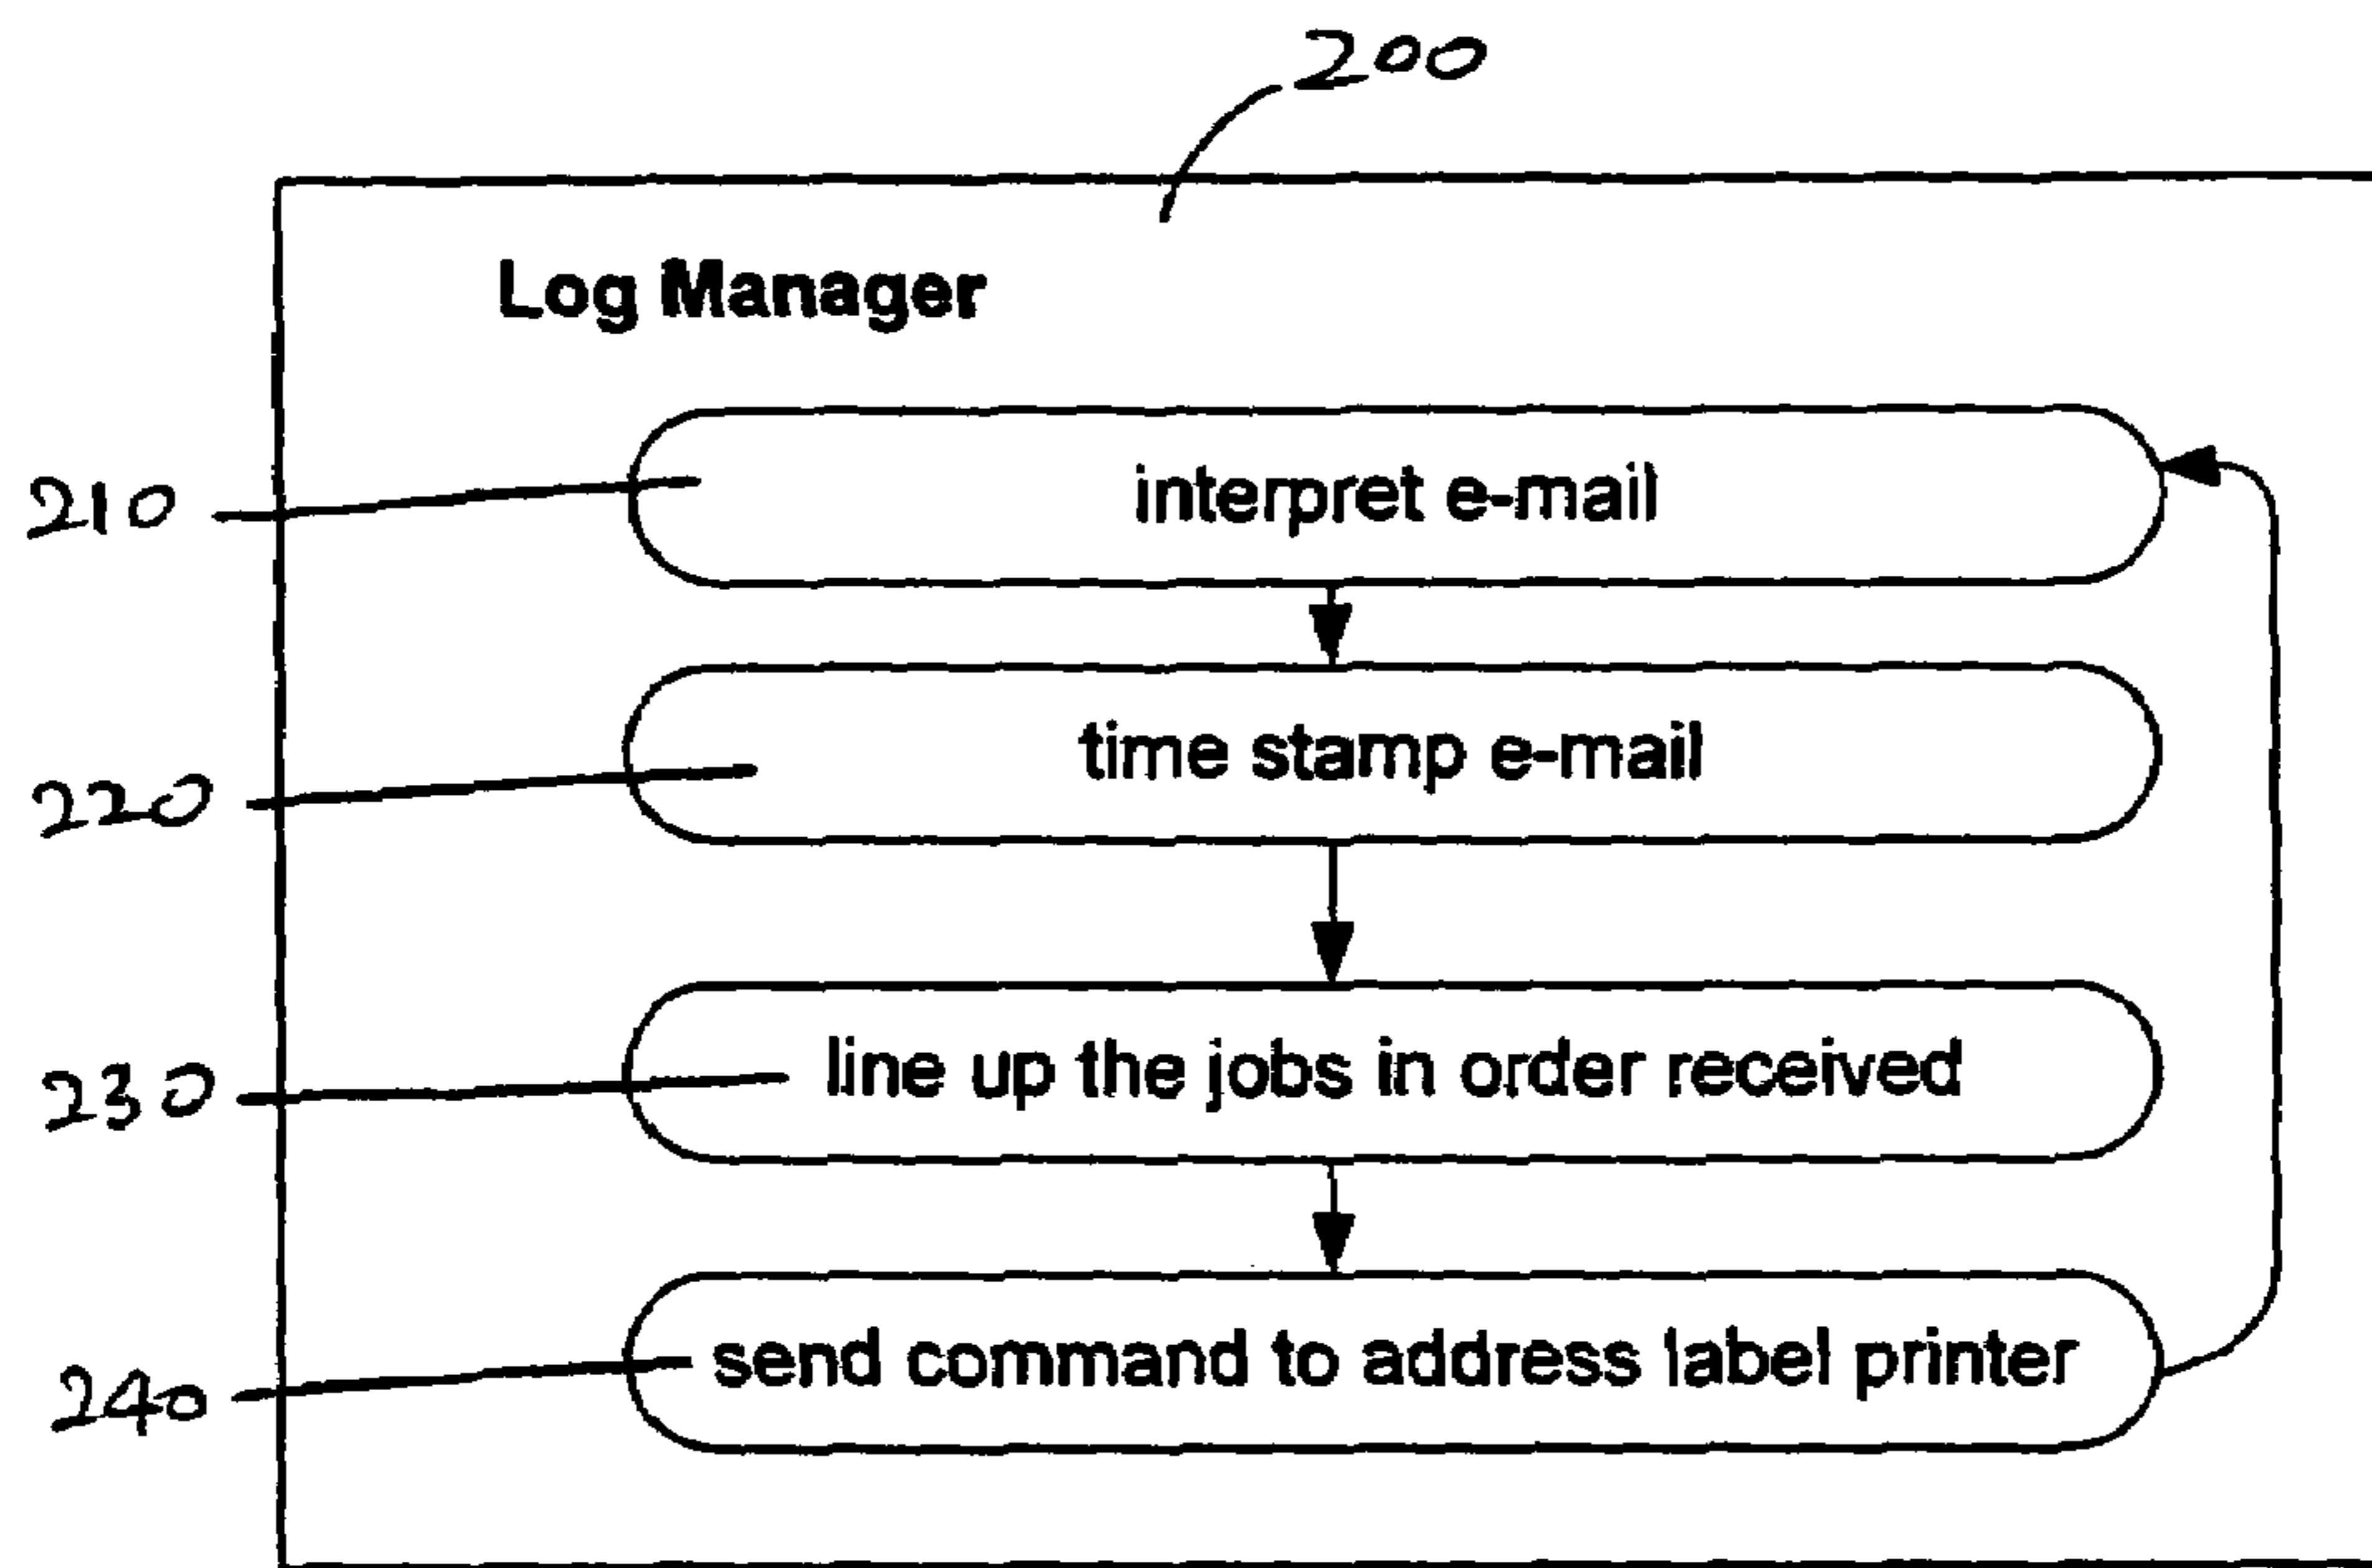 200
Log Manager
210 interpret e-mail
220 time stamp e-mail
230 line up the jobs in order received
240 send command to address label printer